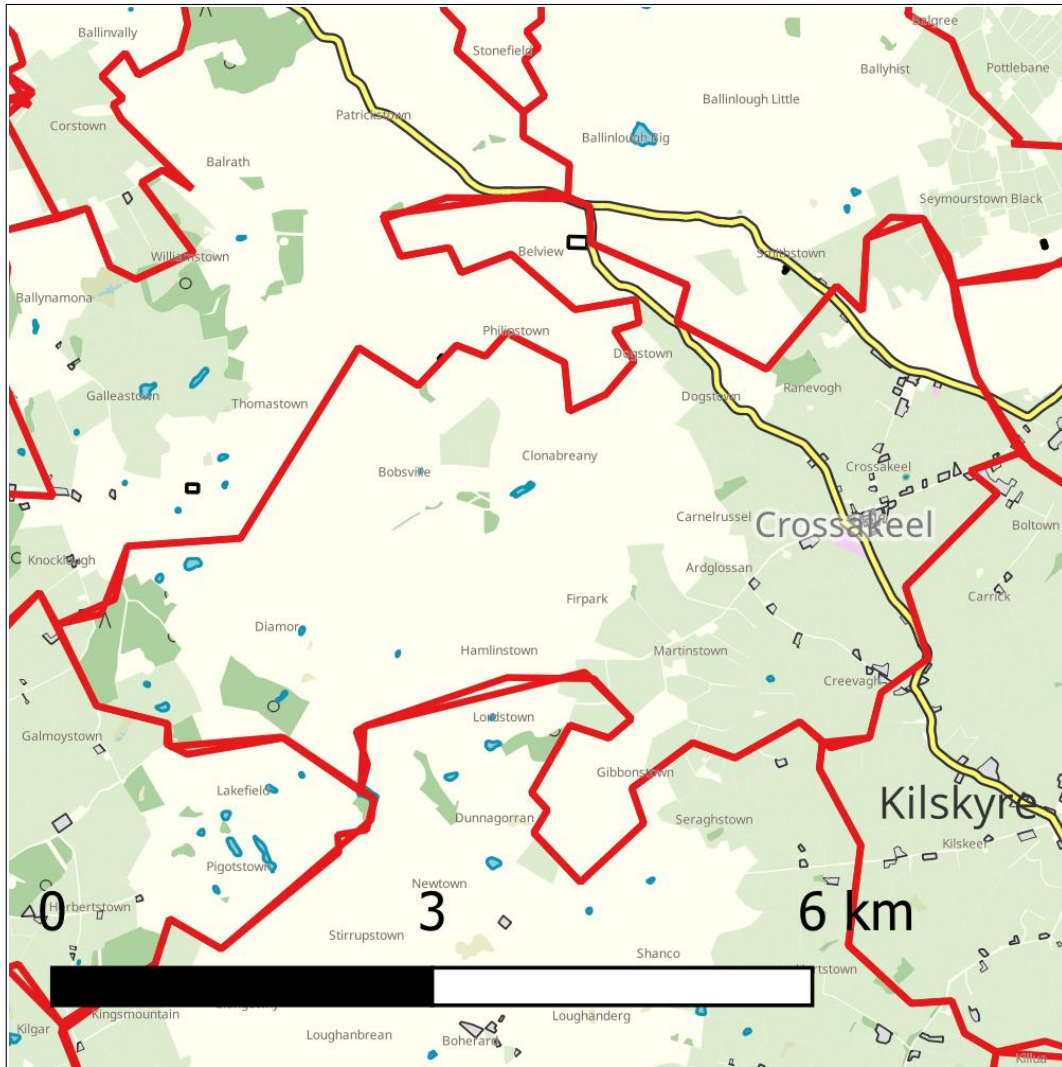 Ballinvally
Balgree
Stonefield
Ballyhist
Pottlebane
Ballinlough Little
Patrickstown
Corstown
Ballinlough Big
Balrath
Seymourstown Black
Williamstown
Belview
Smithstown
Ballynamona
Philipstown
Dogstown
Ranevogh
Galleastown
Thomastown
Dogstown
Clonabreany
Bobsville
Crossakeel
Carnelrussel
Crossakeel
Boltown
Knocklough
Ardglossan
Firpark
Carrick
Diamor
Hamlinstown
Martinstown
Creevagh
Lordstown
Galmoystown
Gibbonstown
Lakefield
Kilskyre
Dunnagorran
Seraghstown
Kilskeer
Pigotstown
Newtown
Herbertstown
0 3 6 km
Stirrupstown
Shanco
Hartstown
Kingsmountain
Loughanderg
Kilgar
Loughanbrean
Boherard
Killua